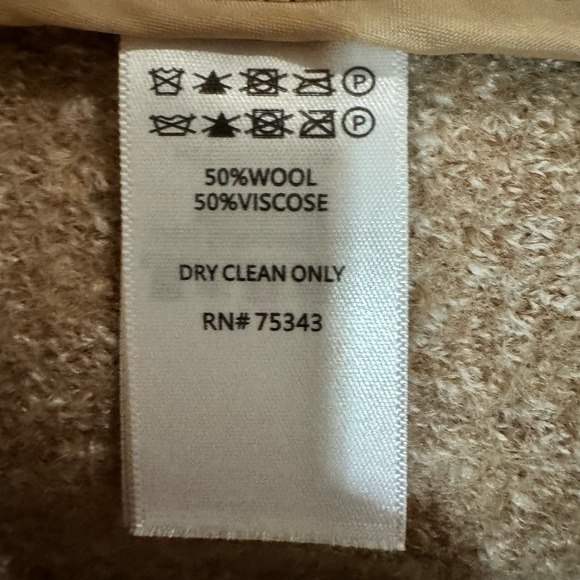 P
P
50%WOOL
50%VISCOSE
DRY CLEAN ONLY
RN# 75343